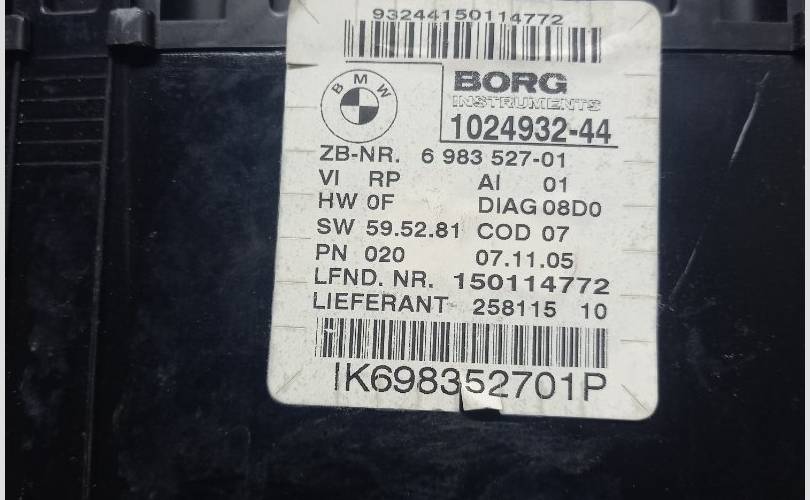 93244150114772
BMW
BORG
INSTRUMENTS
1024932-44
ZB-NR. 6 983 527-01
VI RP AI 01
HW 0F DIAG 08D0
SW 59.52.81 COD 07
PN 020 07.11.05
LFND. NR. 150114772
LIEFERANT 258115 10
IK698352701P